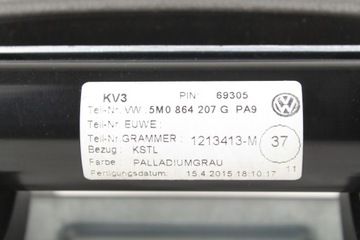 KV3 PIN: 69305
Teil-Nr. VW: 5M0 864 207 G PA9
Teil-Nr. EUWE:
Teil-Nr. GRAMMER: 1213413-M 37
Bezug: KSTL
Farbe: PALLADIUMGRAU
Fertigungsdatum: 15.4.2015 18:10:17 11